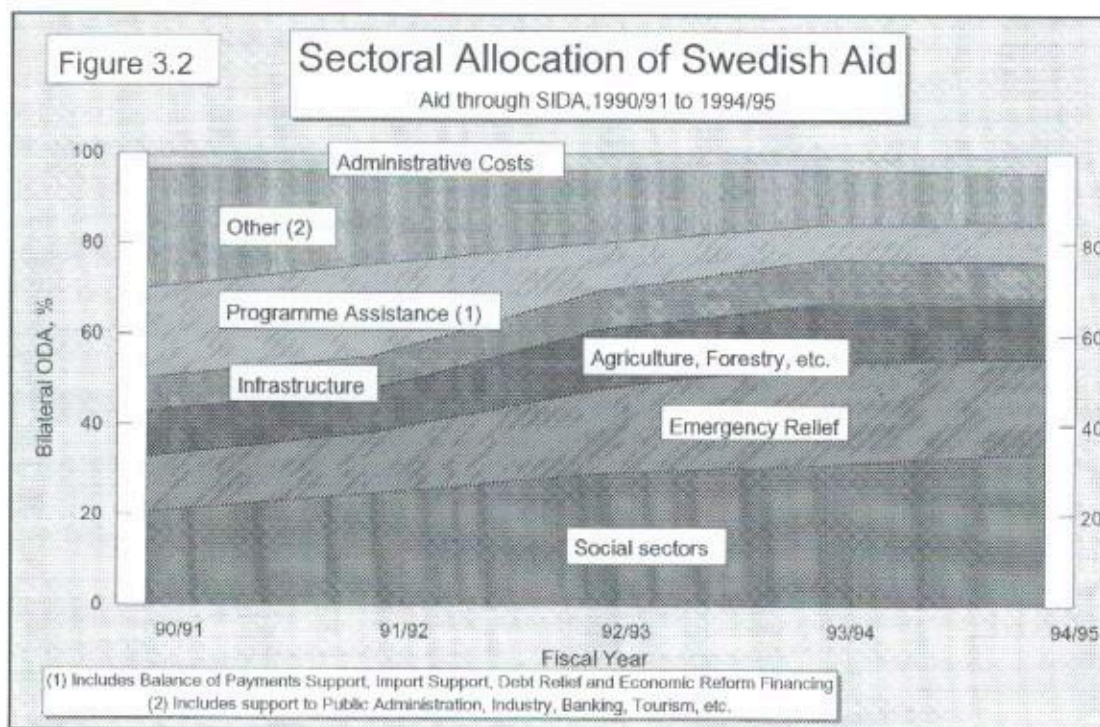 Figure 3.2
Sectoral Allocation of Swedish Aid
Aid through SIDA,1990/91 to 1994/95
Bilateral ODA, %
100
80
60
40
20
0
Administrative Costs
Other (2)
Programme Assistance (1)
Infrastructure
Agriculture, Forestry, etc.
Emergency Relief
Social sectors
80
60
40
20
90/91 91/92 92/93 93/94 94/95
Fiscal Year
(1) Includes Balance of Payments Support, Import Support, Debt Relief and Economic Reform Financing
(2) Includes support to Public Administration, Industry, Banking, Tourism, etc.